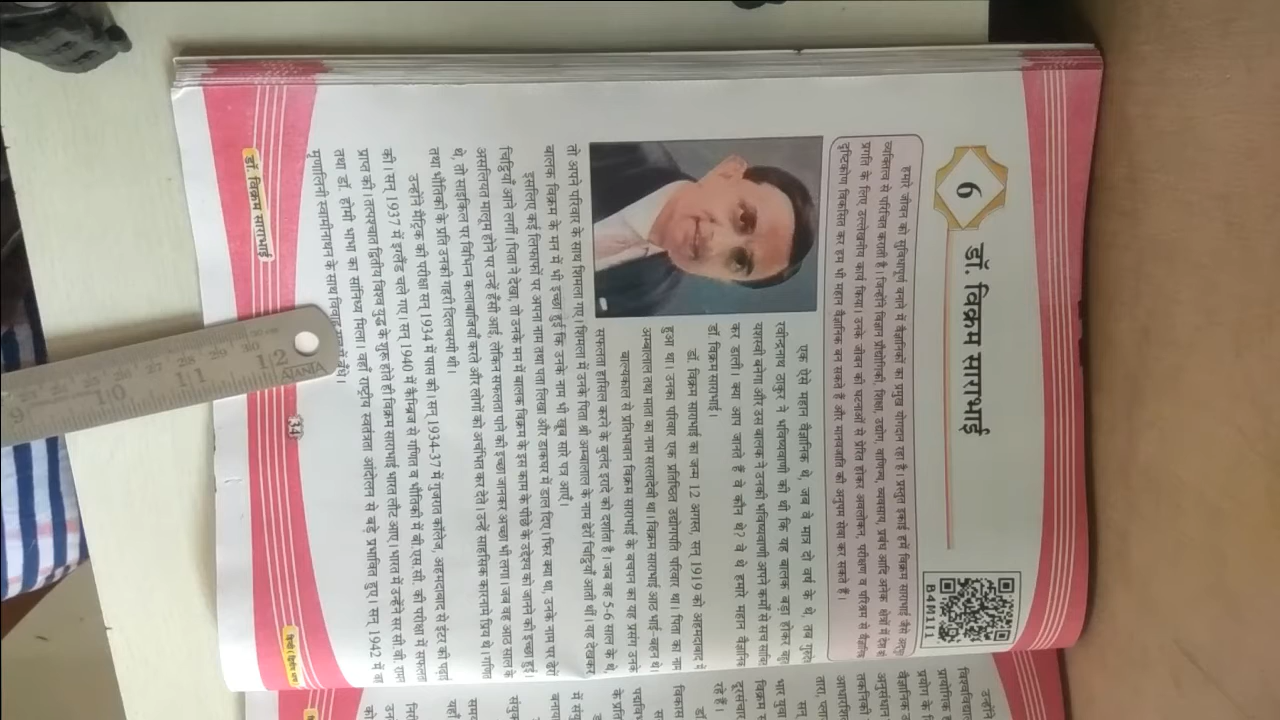 6
डॉ. विक्रम साराभाई
B4M1I1
हमारे जीवन को सुविधापूर्ण बनाने में वैज्ञानिकों का प्रमुख योगदान रहा है। प्रस्तुत इकाई हमें विक्रम साराभाई जैसे
व्यक्तित्व से परिचित कराती है। जिन्होंने विज्ञान प्रौद्योगिकी, शिक्षा, उद्योग, वाणिज्य, व्यवसाय, प्रबंध आदि अनेक क्षेत्रों में देश की
प्रगति के लिए उल्लेखनीय कार्य किया। उनके जीवन की घटनाओं से प्रेरित होकर अवलोकन, परीक्षण व परिश्रम से वैज्ञानिक
दृष्टिकोण विकसित कर हम भी महान वैज्ञानिक बन सकते हैं और मानवजाति की अनुपम सेवा कर सकते हैं।
एक ऐसे महान वैज्ञानिक थे, जब वे मात्र दो वर्ष के थे, तब गुरुदेव
रवीन्द्रनाथ ठाकुर ने भविष्यवाणी की थी कि यह बालक बड़ा होकर बहुत
यशस्वी बनेगा और उस बालक ने उनकी भविष्यवाणी अपने कर्मों से सच साबित
कर डाली। क्या आप जानते हैं वे कौन थे? वे थे हमारे महान वैज्ञानिक
डॉ विक्रम साराभाई।
डॉ. विक्रम साराभाई का जन्म 12 अगस्त, सन् 1919 को अहमदाबाद में
हुआ था। उनका परिवार एक प्रतिष्ठित उद्योगपति परिवार था। पिता का नाम
अम्बालाल तथा माता का नाम सरलादेवी था। विक्रम साराभाई आठ भाई-बहन थे।
बाल्यकाल से प्रतिभावान विक्रम साराभाई के बचपन का यह प्रसंग उनके
सफलता हासिल करने के बुलंद इरादे को दर्शाता है। जब वह 5-6 साल के थे,
तो अपने परिवार के साथ शिमला गए। शिमला में उनके पिता श्री अम्बालाल के नाम ढेरों चिट्ठियाँ आती थीं। यह देखकर
बालक विक्रम के मन में भी इच्छा हुई कि उनके नाम भी खूब सारे पत्र आएँ।
इसलिए कई लिफाफों पर अपना नाम तथा पता लिखा और डाकघर में डाल दिए। फिर क्या था, उनके नाम पर ढेरों
चिट्ठियाँ आने लगीं। पिता ने देखा, तो उनके मन में बालक विक्रम के इस काम के पीछे के उद्देश्य को जानने की इच्छा हुई।
असलियत मालूम होने पर उन्हें हँसी आई, लेकिन सफलता पाने की इच्छा जानकर अच्छा भी लगा। जब वह आठ साल के
थे, तो साइकिल पर विभिन्न कलाबाजियाँ करते और लोगों को अचंभित कर देते। उन्हें साहसिक कारनामे प्रिय थे। गणित
तथा भौतिकी के प्रति उनकी गहरी दिलचस्पी थी।
उन्होंने मैट्रिक की परीक्षा सन् 1934 में पास की। सन् 1934-37 में गुजरात कॉलेज, अहमदाबाद से इंटर की पढ़ाई
की। सन् 1937 में इंग्लैंड चले गए। सन् 1940 में कैम्ब्रिज से गणित व भौतिकी में बी.एस.सी. की परीक्षा में सफलता
प्राप्त की। तत्पश्चात द्वितीय विश्व युद्ध के शुरू होते ही विक्रम साराभाई भारत लौट आए। भारत में उन्होंने सर सी.वी. रामन
तथा डॉ. होमी भाभा का सानिध्य मिला। वहाँ राष्ट्रीय स्वतंत्रता आंदोलन से बड़े प्रभावित हुए। सन् 1942 में वे
मृणालिनी स्वामीनाथन के साथ विवाह में बँधे।
डॉ. विक्रम साराभाई
31
AJANTA